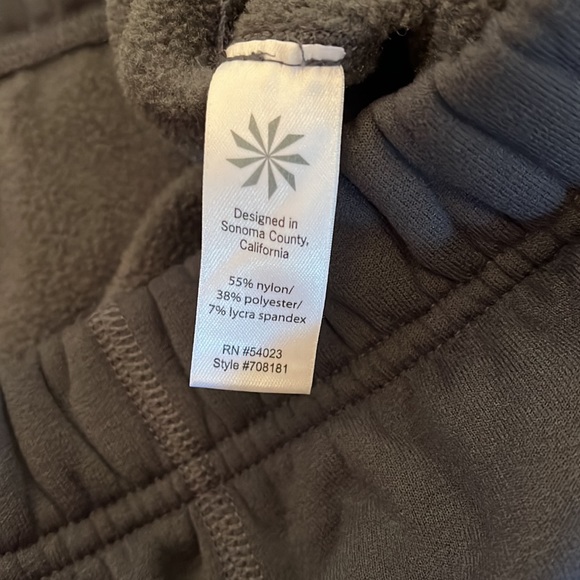 Designed in
Sonoma County,
California
55% nylon/
38% polyester/
7% lycra spandex
RN #54023
Style #708181